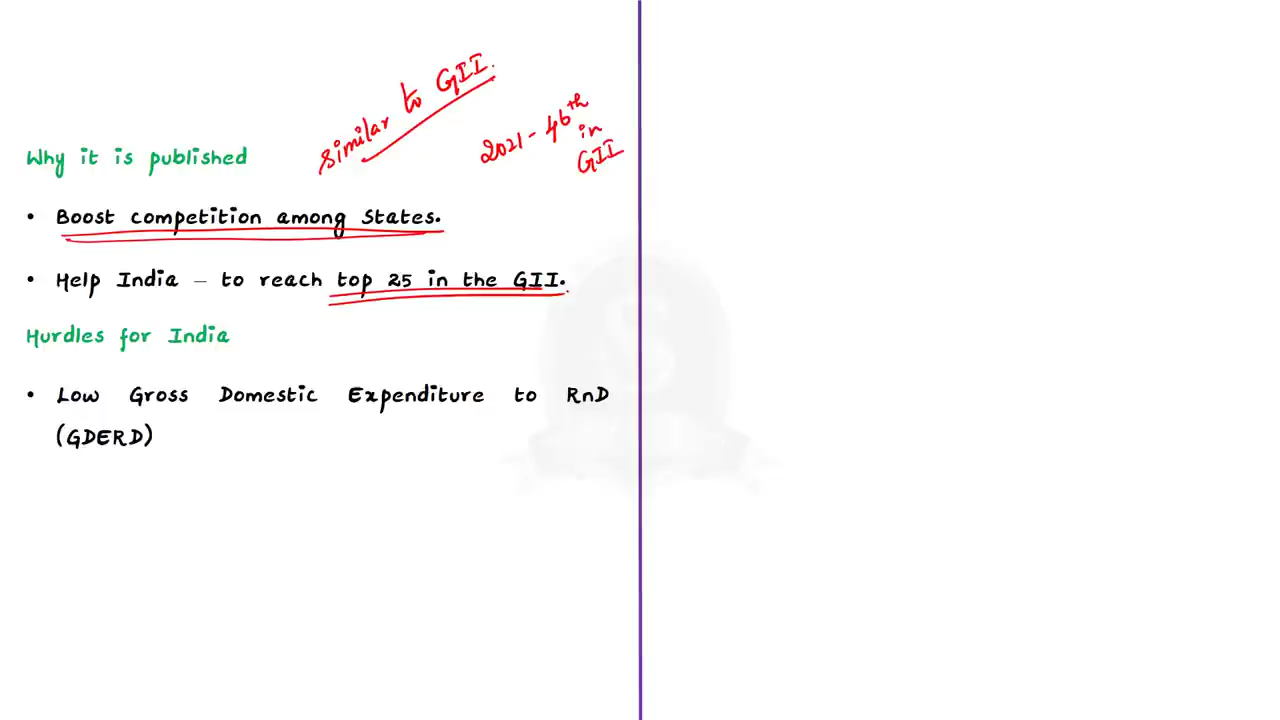 similar to GII.
2021 - 46th
in
GII
Why it is published
• Boost competition among States.
• Help India – to reach top 25 in the GII.
Hurdles for India
• Low Gross Domestic Expenditure to RnD
(GDERD)